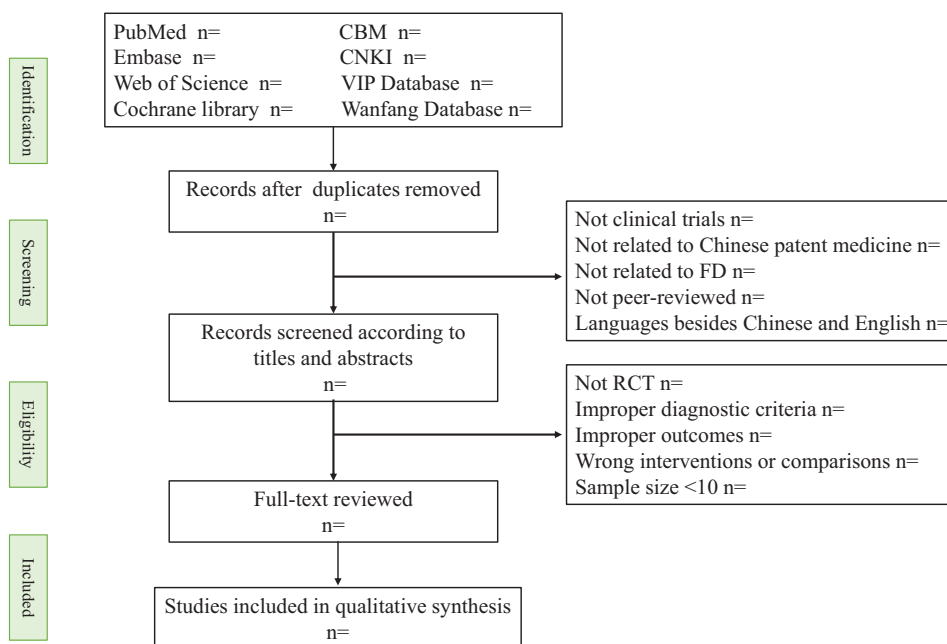 Identification
PubMed n=
CBM n=
Embase n=
CNKI n=
Web of Science n=
VIP Database n=
Cochrane library n=
Wanfang Database n=
Records after duplicates removed
n=
Screening
Not clinical trials n=
Not related to Chinese patent medicine n=
Not related to FD n=
Not peer-reviewed n=
Languages besides Chinese and English n=
Records screened according to
titles and abstracts
n=
Eligibility
Not RCT n=
Improper diagnostic criteria n=
Improper outcomes n=
Wrong interventions or comparisons n=
Sample size <10 n=
Full-text reviewed
n=
Included
Studies included in qualitative synthesis
n=